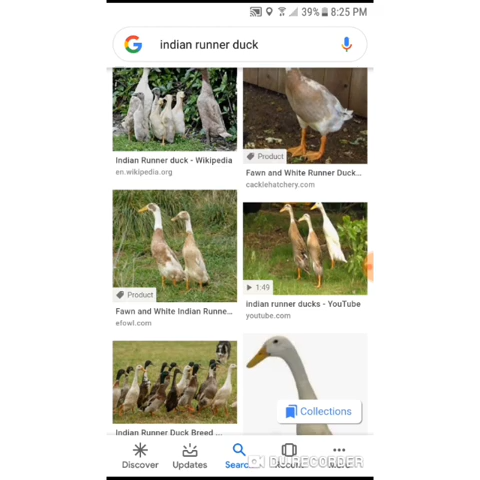 39% 8:25 PM
indian runner duck
Indian Runner duck - Wikipedia
en.wikipedia.org
Product
Fawn and White Runner Duck...
cacklehatchery.com
Product
Fawn and White Indian Runne...
efowl.com
1:49
indian runner ducks - YouTube
youtube.com
Indian Runner Duck Breed ...
Collections
Discover
Updates
Search
DU RECORDER